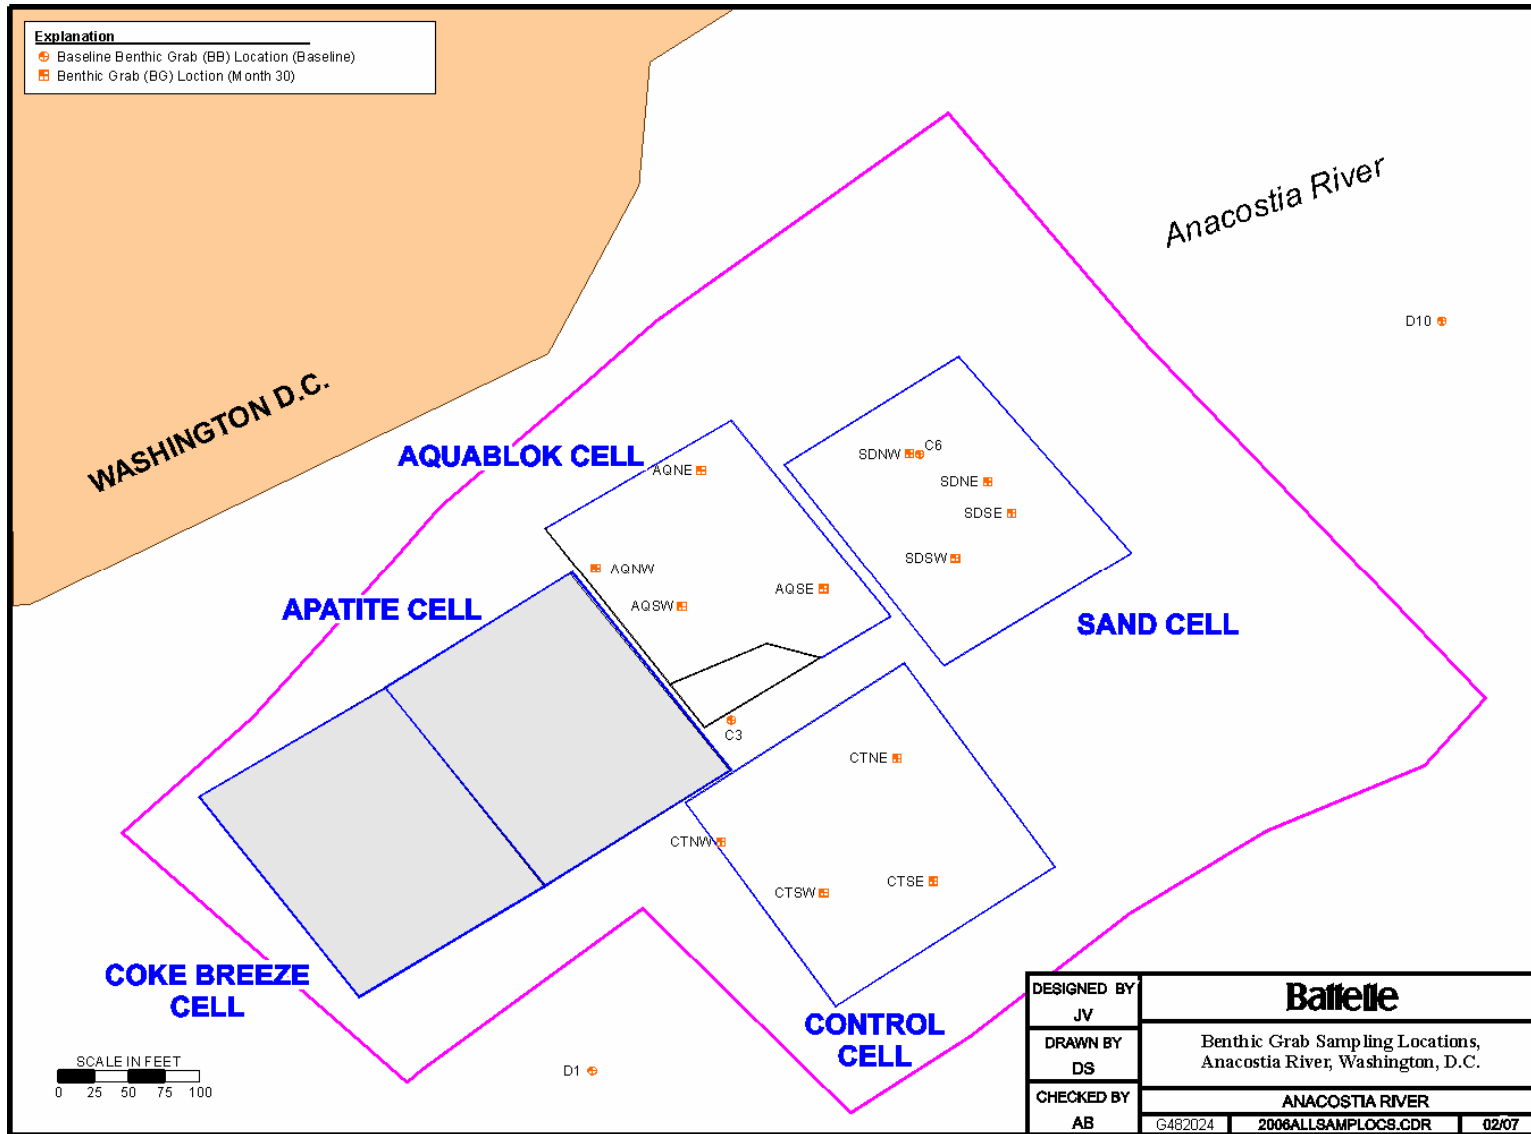 Explanation
Baseline Benthic Grab (BB) Location (Baseline)
Benthic Grab (BG) Loction (Month 30)
Anacostia River
D10
WASHINGTON D.C.
AQUABLOK CELL
AQNE
SDNW
C6
SDNE
SDSE
SDSW
AQNW
AQSW
AQSE
APATITE CELL
SAND CELL
C3
CTNE
CTNW
CTSW
CTSE
COKE BREEZE
CELL
CONTROL
CELL
D1
SCALE IN FEET
0 25 50 75 100
DESIGNED BY
JV
DRAWN BY
DS
CHECKED BY
AB
Battelle
Benthic Grab Sampling Locations,
Anacostia River, Washington, D.C.
ANACOSTIA RIVER
G482024 2006ALLSAMPLOCS.CDR 02/07